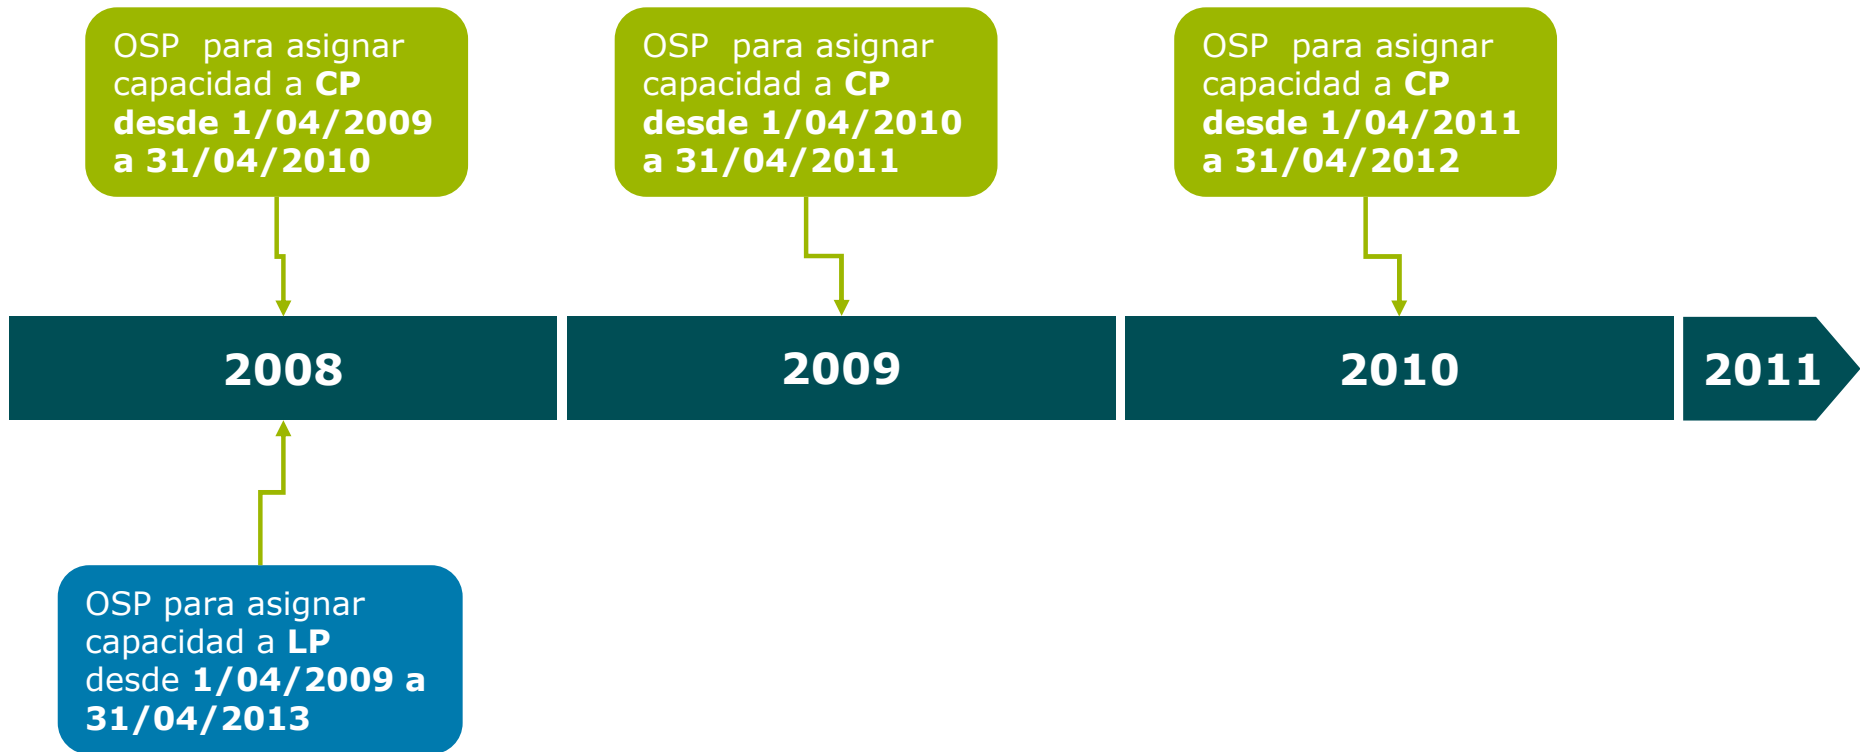 OSP para asignar
capacidad a CP
desde 1/04/2009
a 31/04/2010
OSP para asignar
capacidad a CP
desde 1/04/2010
a 31/04/2011
OSP para asignar
capacidad a CP
desde 1/04/2011
a 31/04/2012
2008
2009
2010
2011
OSP para asignar
capacidad a LP
desde 1/04/2009 a
31/04/2013